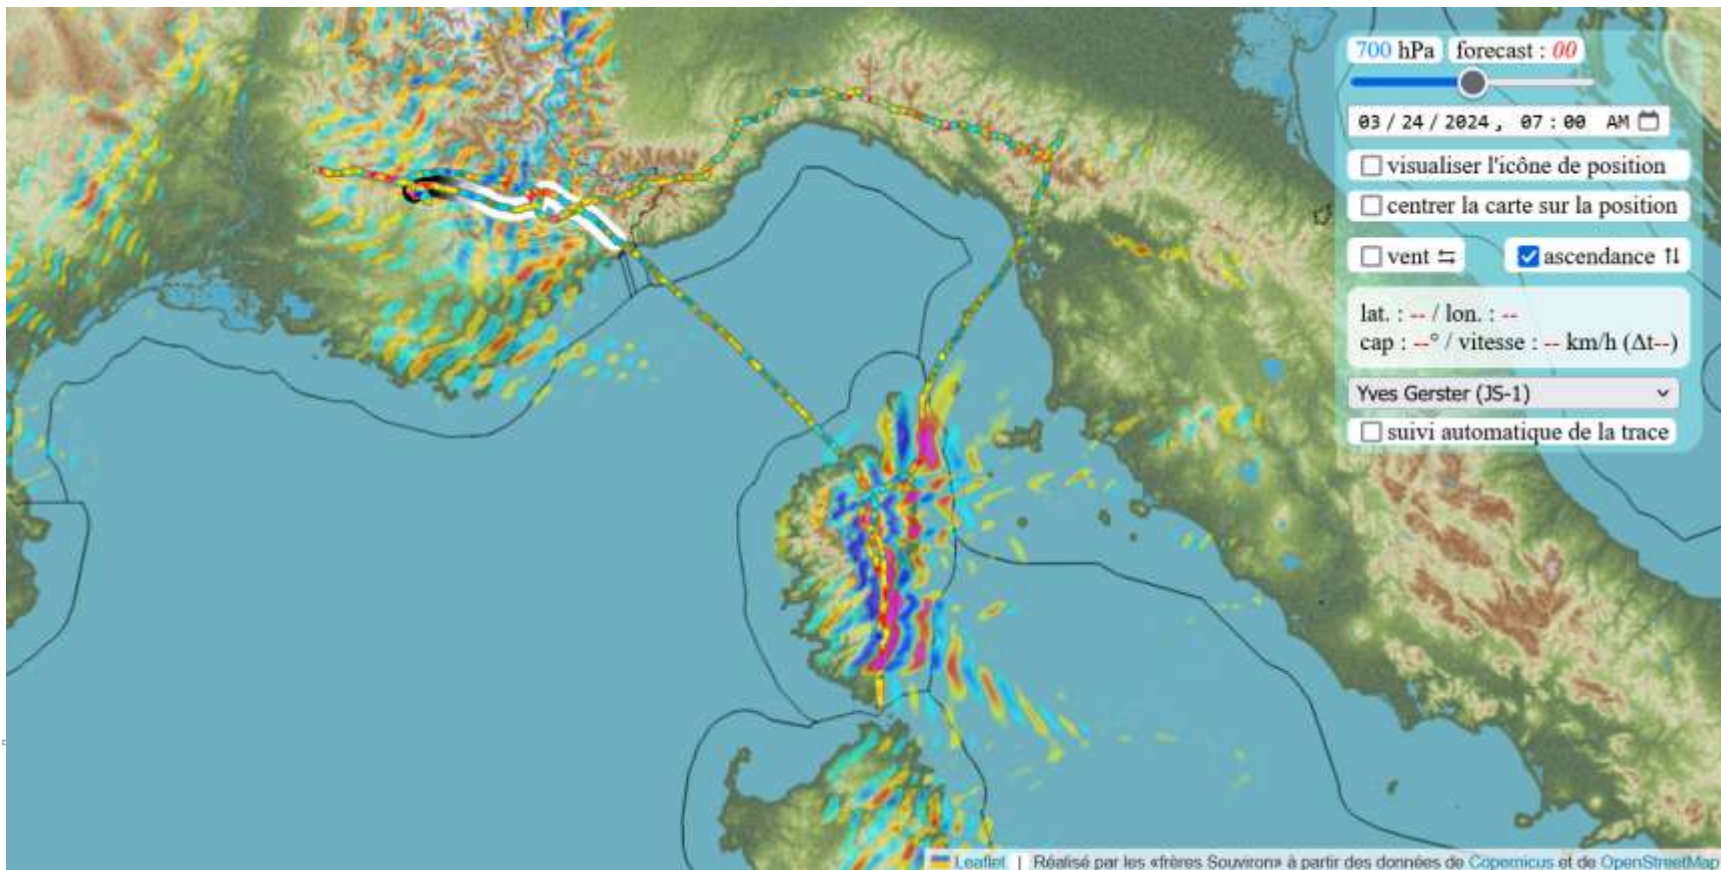 700 hPa forecast : 00
03/24/2024, 07:00 AM
visualiser l'icône de position
centrer la carte sur la position
vent ⇆ ascendance ↑↓
lat. : -- / lon. : --
cap : --° / vitesse : -- km/h (Δt--)
Yves Gerster (JS-1)
suivi automatique de la trace
Leaflet | Réalisé par les «frères Souviron» à partir des données de Copernicus et de OpenStreetMap